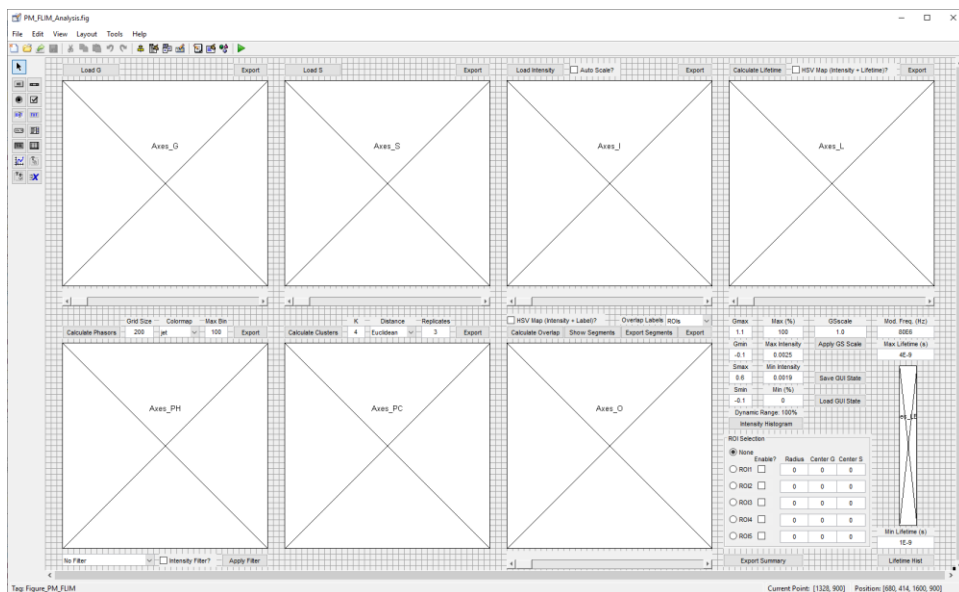 PM_FLIM_Analysis.fig
File Edit View Layout Tools Help
Load G Export Load S Export Load Intensity Auto Scale? Export Calculate Lifetime HSV Map (Intensity + Lifetime)? Export
Axes_G Axes_S Axes_I Axes_L
Grid Size Colormap Max Bin K Distance Replicates HSV Map (Intensity + Label)? Overlap Labels ROIs Gmax Max (%) GSscale Mod. Freq. (Hz)
Calculate Phasors 200 jet 100 Export Calculate Clusters 4 Euclidean 3 Export Calculate Overlap Show Segments Export Segments Export 1.1 100 1.0 80E6
Gmin Max Intensity Apply GS Scale Max Lifetime (s)
-0.1 0.0025 4E-9
Smax Min Intensity
0.6 0.0019 Save GUI State
Smin Min (%)
-0.1 0 Load GUI State
Axes_PH Axes_PC Axes_O
Dynamic Range: 100%
Intensity Histogram
ROI Selection
None
Enable? Radius Center G Center S
ROI1 0 0 0
ROI2 0 0 0
ROI3 0 0 0
ROI4 0 0 0
ROI5 0 0 0
Min Lifetime (s)
1E-9
No Filter Intensity Filter? Apply Filter Export Summary Lifetime Hist
Tag: Figure_PM_FLIM Current Point: [1328, 900] Position: [680, 414, 1600, 900]